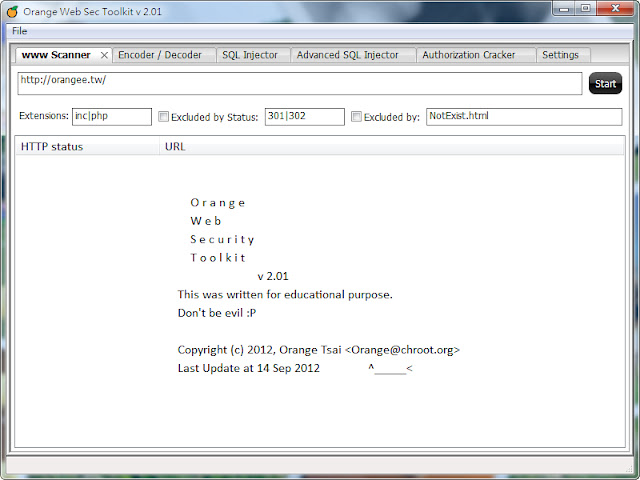 Orange Web Sec Toolkit v 2.01
File
www Scanner Encoder / Decoder SQL Injector Advanced SQL Injector Authorization Cracker Settings
http://orangee.tw/ Start
Extensions: inc|php Excluded by Status: 301|302 Excluded by: NotExist.html
HTTP status URL
O r a n g e
W e b
S e c u r i t y
T o o l k i t
v 2.01
This was written for educational purpose.
Don't be evil :P
Copyright (c) 2012, Orange Tsai <Orange@chroot.org>
Last Update at 14 Sep 2012 ^_____<